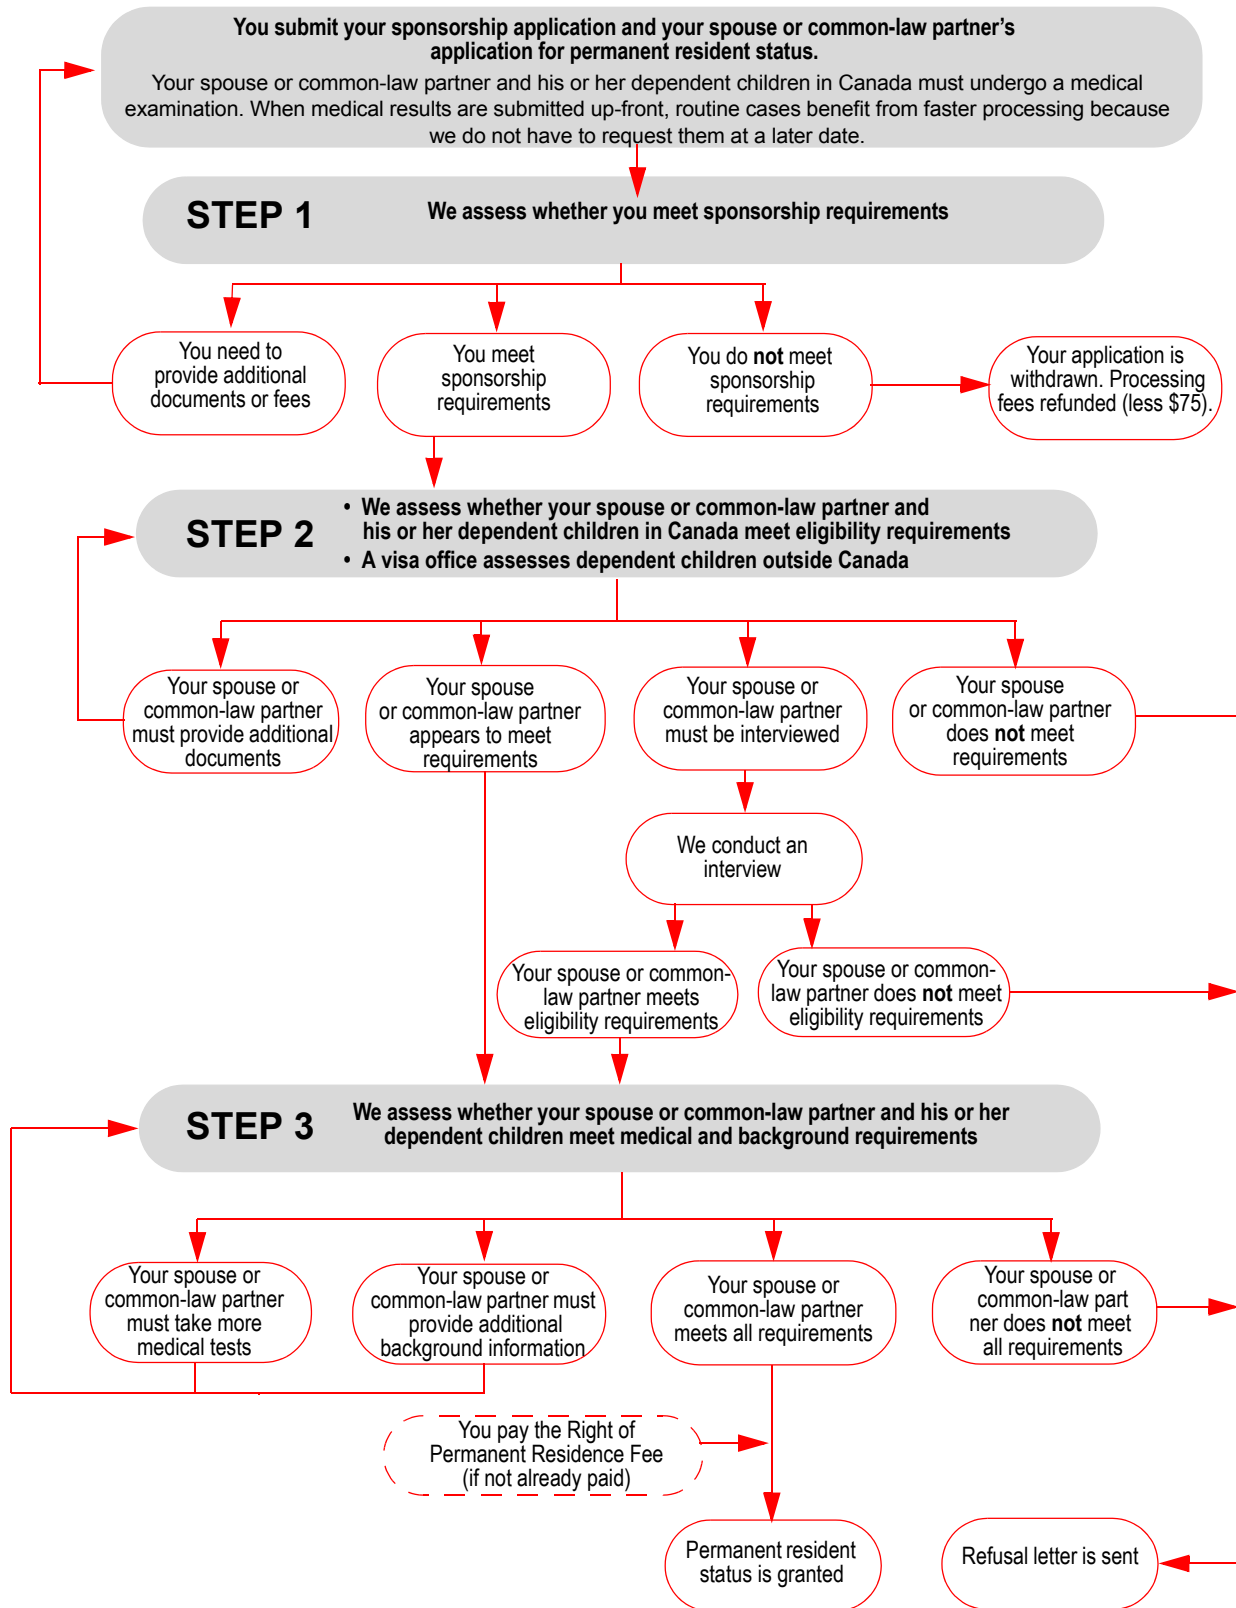 You submit your sponsorship application and your spouse or common-law partner’s
application for permanent resident status.
Your spouse or common-law partner and his or her dependent children in Canada must undergo a medical
examination. When medical results are submitted up-front, routine cases benefit from faster processing because
we do not have to request them at a later date.
STEP 1
We assess whether you meet sponsorship requirements
You need to
provide additional
documents or fees
You meet
sponsorship
requirements
You do not meet
sponsorship
requirements
Your application is
withdrawn. Processing
fees refunded (less $75).
STEP 2
• We assess whether your spouse or common-law partner and
his or her dependent children in Canada meet eligibility requirements
• A visa office assesses dependent children outside Canada
Your spouse or
common-law partner
must provide additional
documents
Your spouse
or common-law partner
appears to meet
requirements
Your spouse or
common-law partner
must be interviewed
Your spouse
or common-law partner
does not meet
requirements
We conduct an
interview
Your spouse or common-
law partner meets
eligibility requirements
Your spouse or common-
law partner does not meet
eligibility requirements
STEP 3
We assess whether your spouse or common-law partner and his or her
dependent children meet medical and background requirements
Your spouse or
common-law partner
must take more
medical tests
Your spouse or
common-law partner must
provide additional
background information
Your spouse or
common-law partner
meets all requirements
Your spouse or
common-law part
ner does not meet
all requirements
You pay the Right of
Permanent Residence Fee
(if not already paid)
Permanent resident
status is granted
Refusal letter is sent